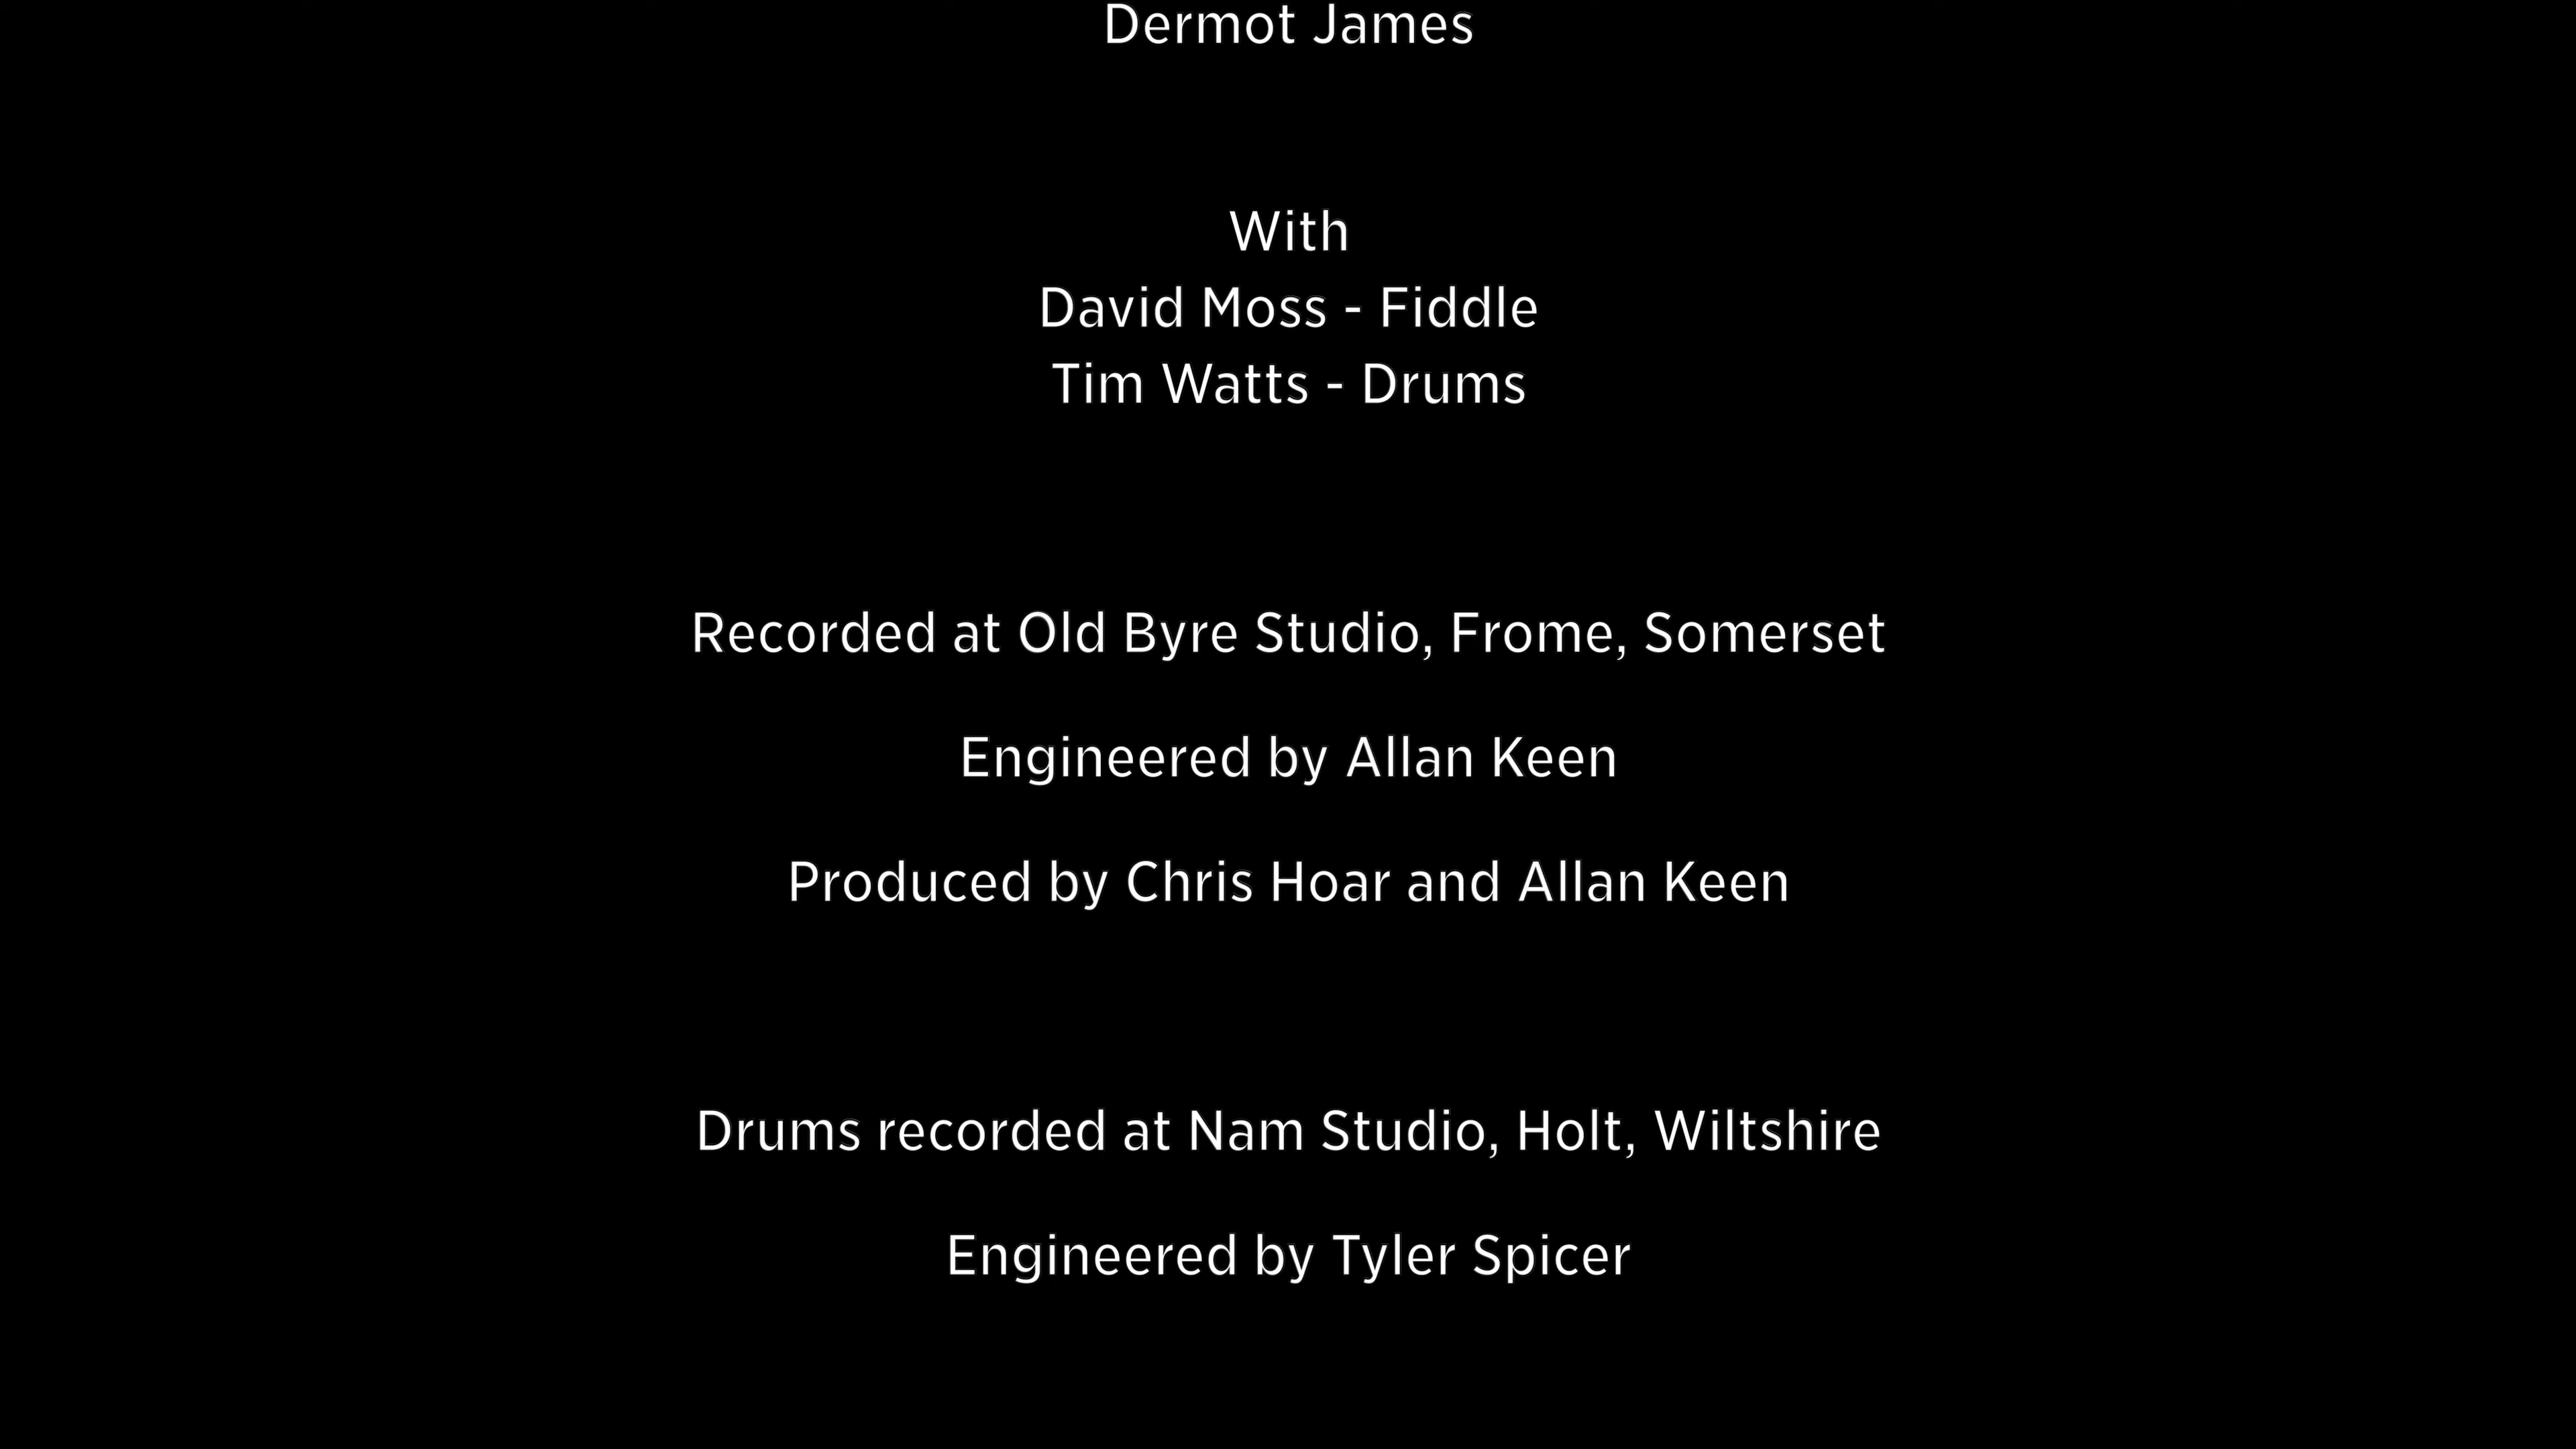 Dermot James
With
David Moss - Fiddle
Tim Watts - Drums
Recorded at Old Byre Studio, Frome, Somerset
Engineered by Allan Keen
Produced by Chris Hoar and Allan Keen
Drums recorded at Nam Studio, Holt, Wiltshire
Engineered by Tyler Spicer